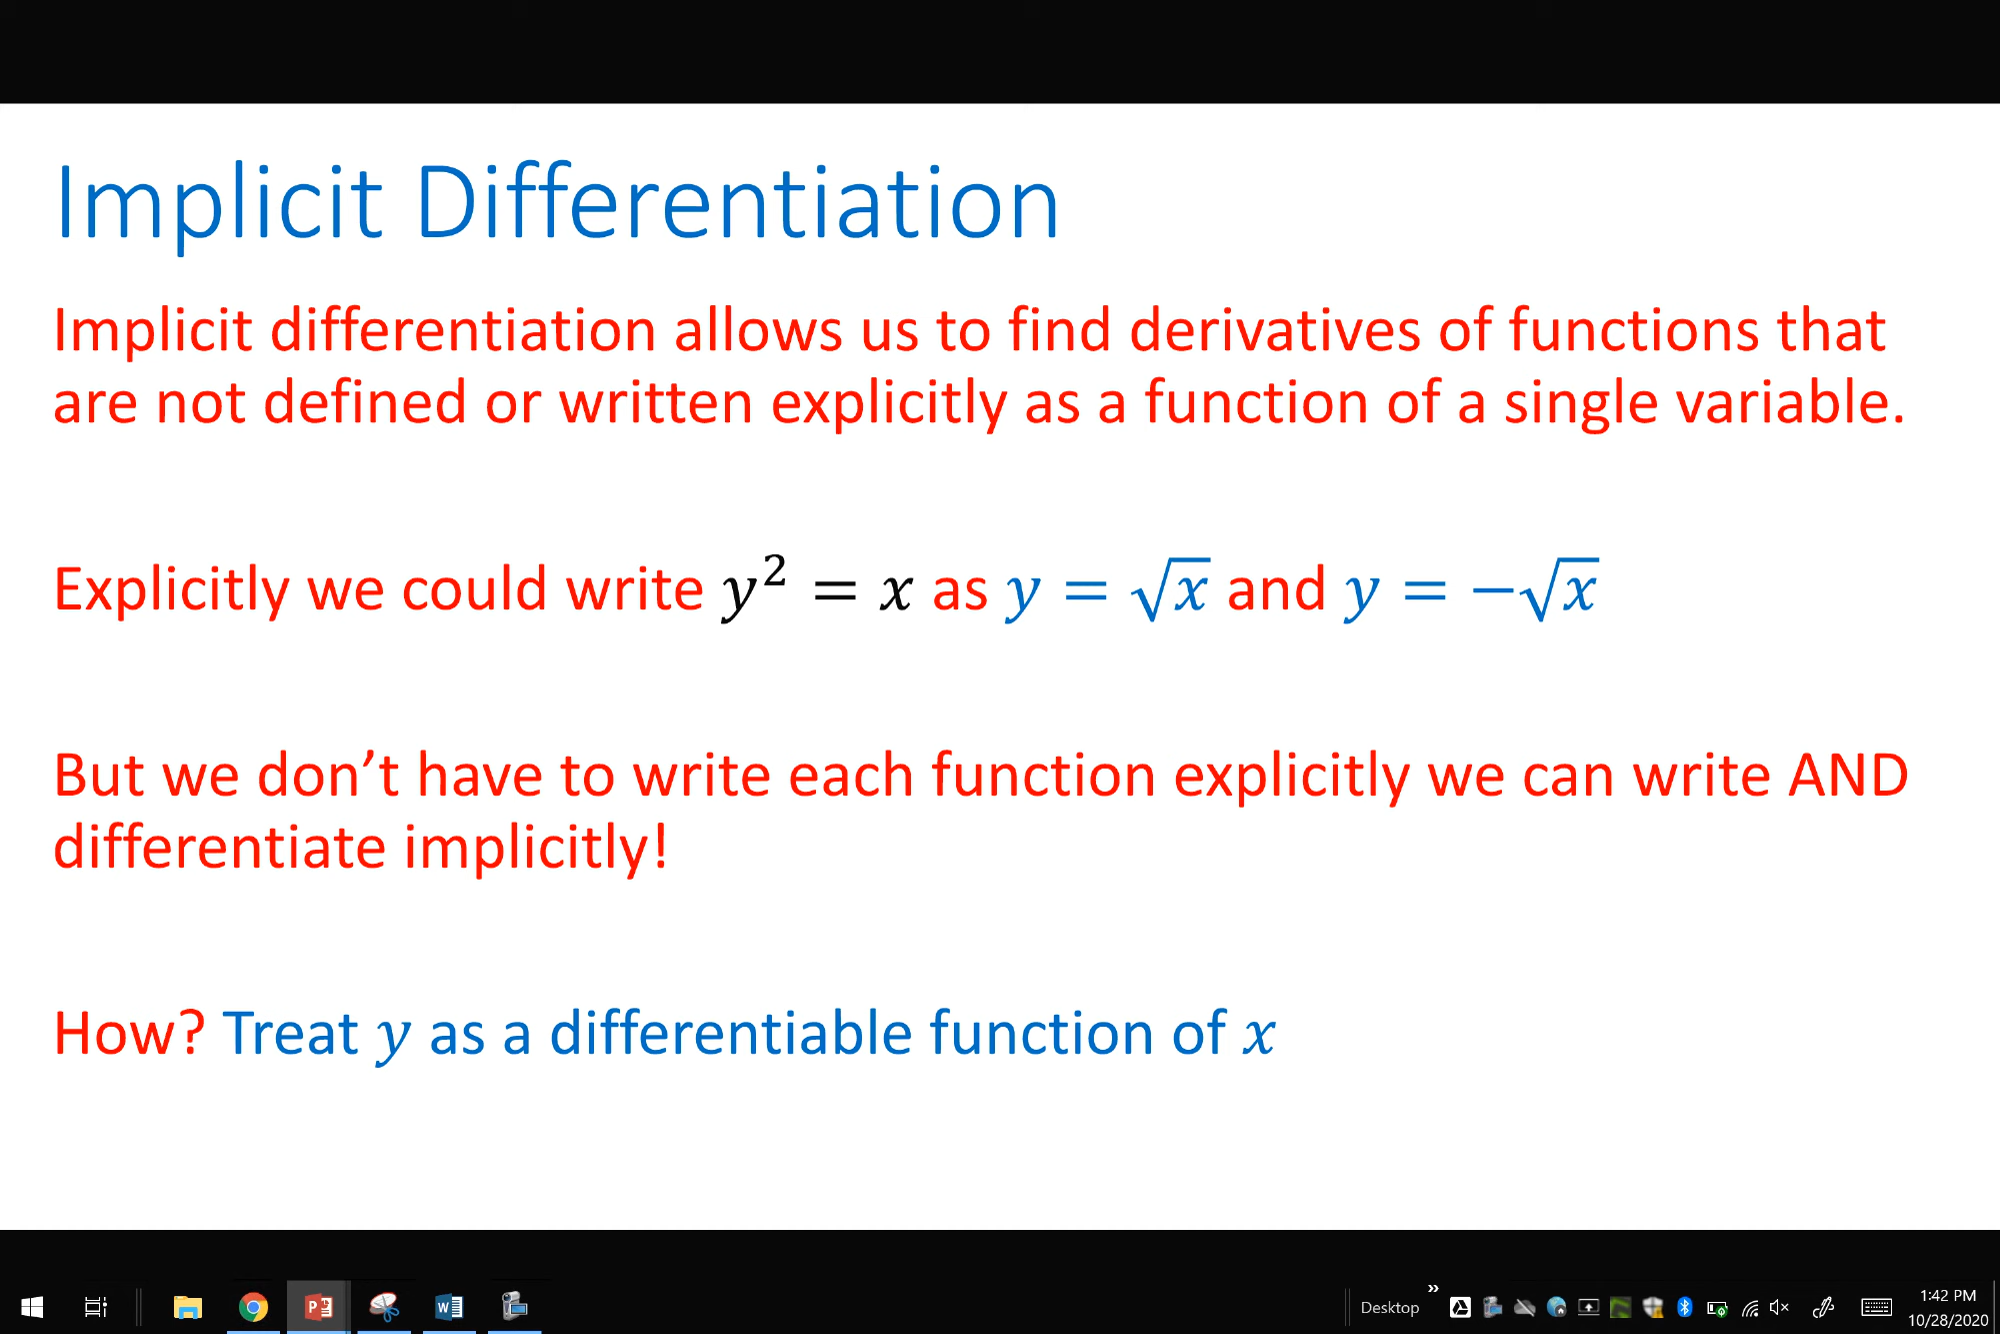 Implicit Differentiation
Implicit differentiation allows us to find derivatives of functions that
are not defined or written explicitly as a function of a single variable.
Explicitly we could write y² = x as y = √x and y = −√x
But we don’t have to write each function explicitly we can write AND
differentiate implicitly!
How? Treat y as a differentiable function of x
Desktop
1:42 PM
10/28/2020